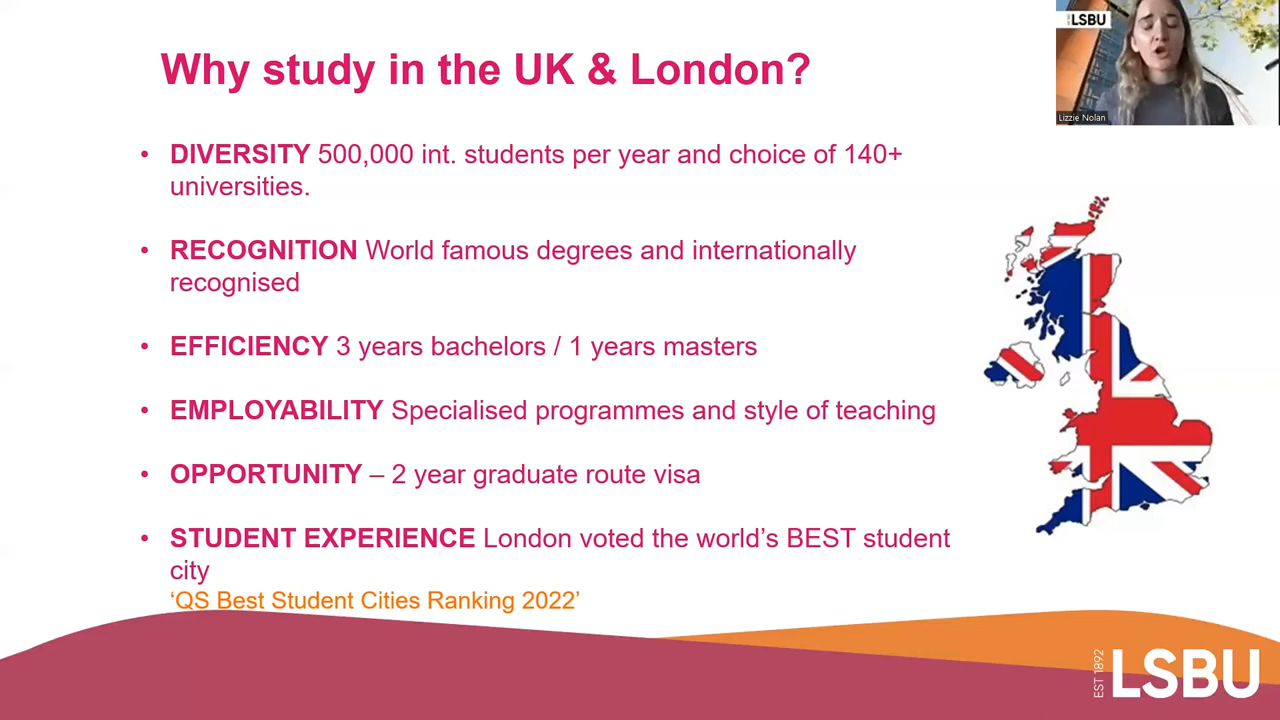 LSBU
Lizzie Nolan
Why study in the UK & London?
• DIVERSITY 500,000 int. students per year and choice of 140+
universities.
• RECOGNITION World famous degrees and internationally
recognised
• EFFICIENCY 3 years bachelors / 1 years masters
• EMPLOYABILITY Specialised programmes and style of teaching
• OPPORTUNITY – 2 year graduate route visa
• STUDENT EXPERIENCE London voted the world’s BEST student
city
‘QS Best Student Cities Ranking 2022’
EST 1892
LSBU